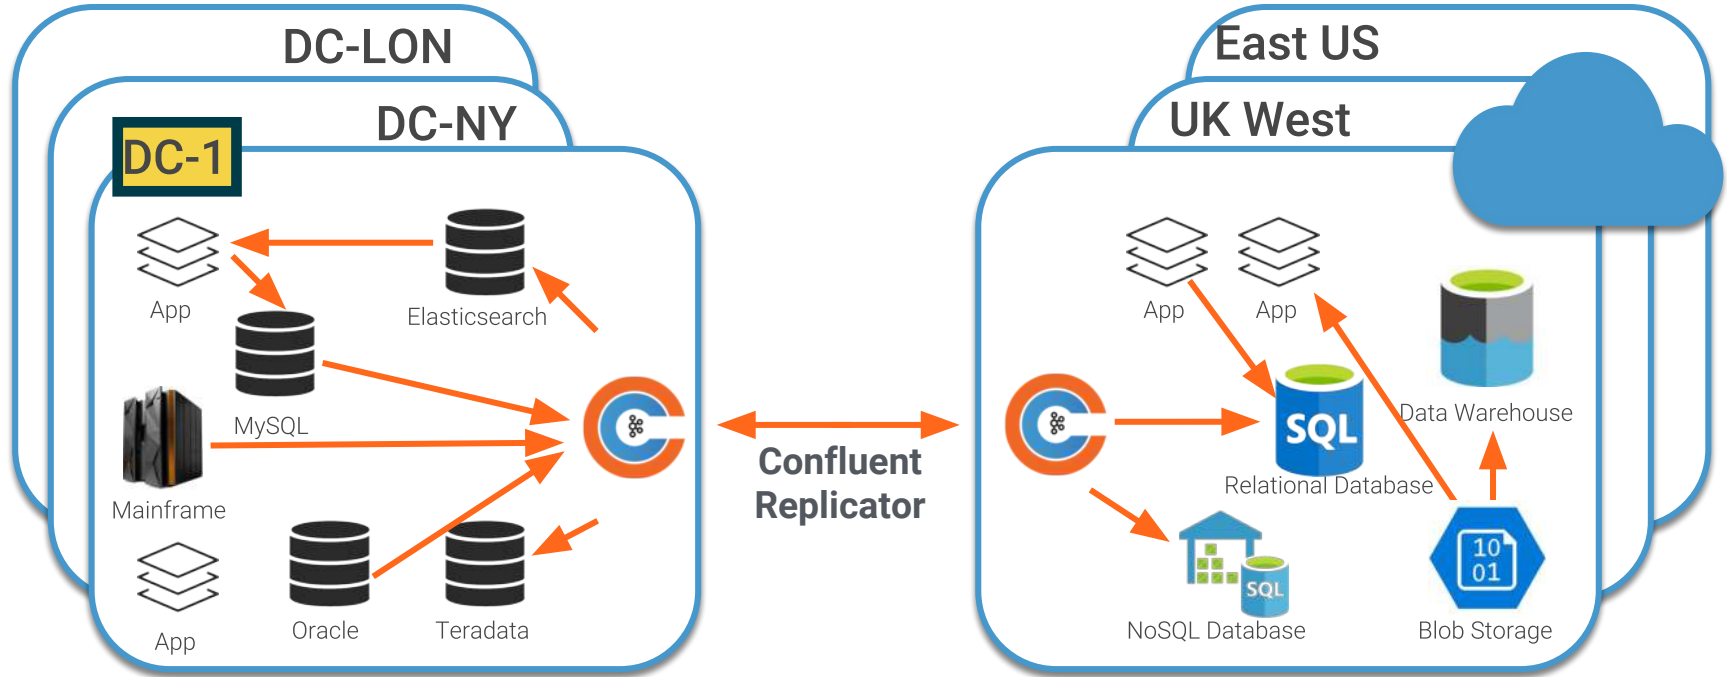 DC-LON
DC-NY
DC-1
App
Elasticsearch
MySQL
Mainframe
App
Oracle
Teradata
Confluent
Replicator
East US
UK West
App
App
Data Warehouse
SQL
Relational Database
SQL
NoSQL Database
10
01
Blob Storage